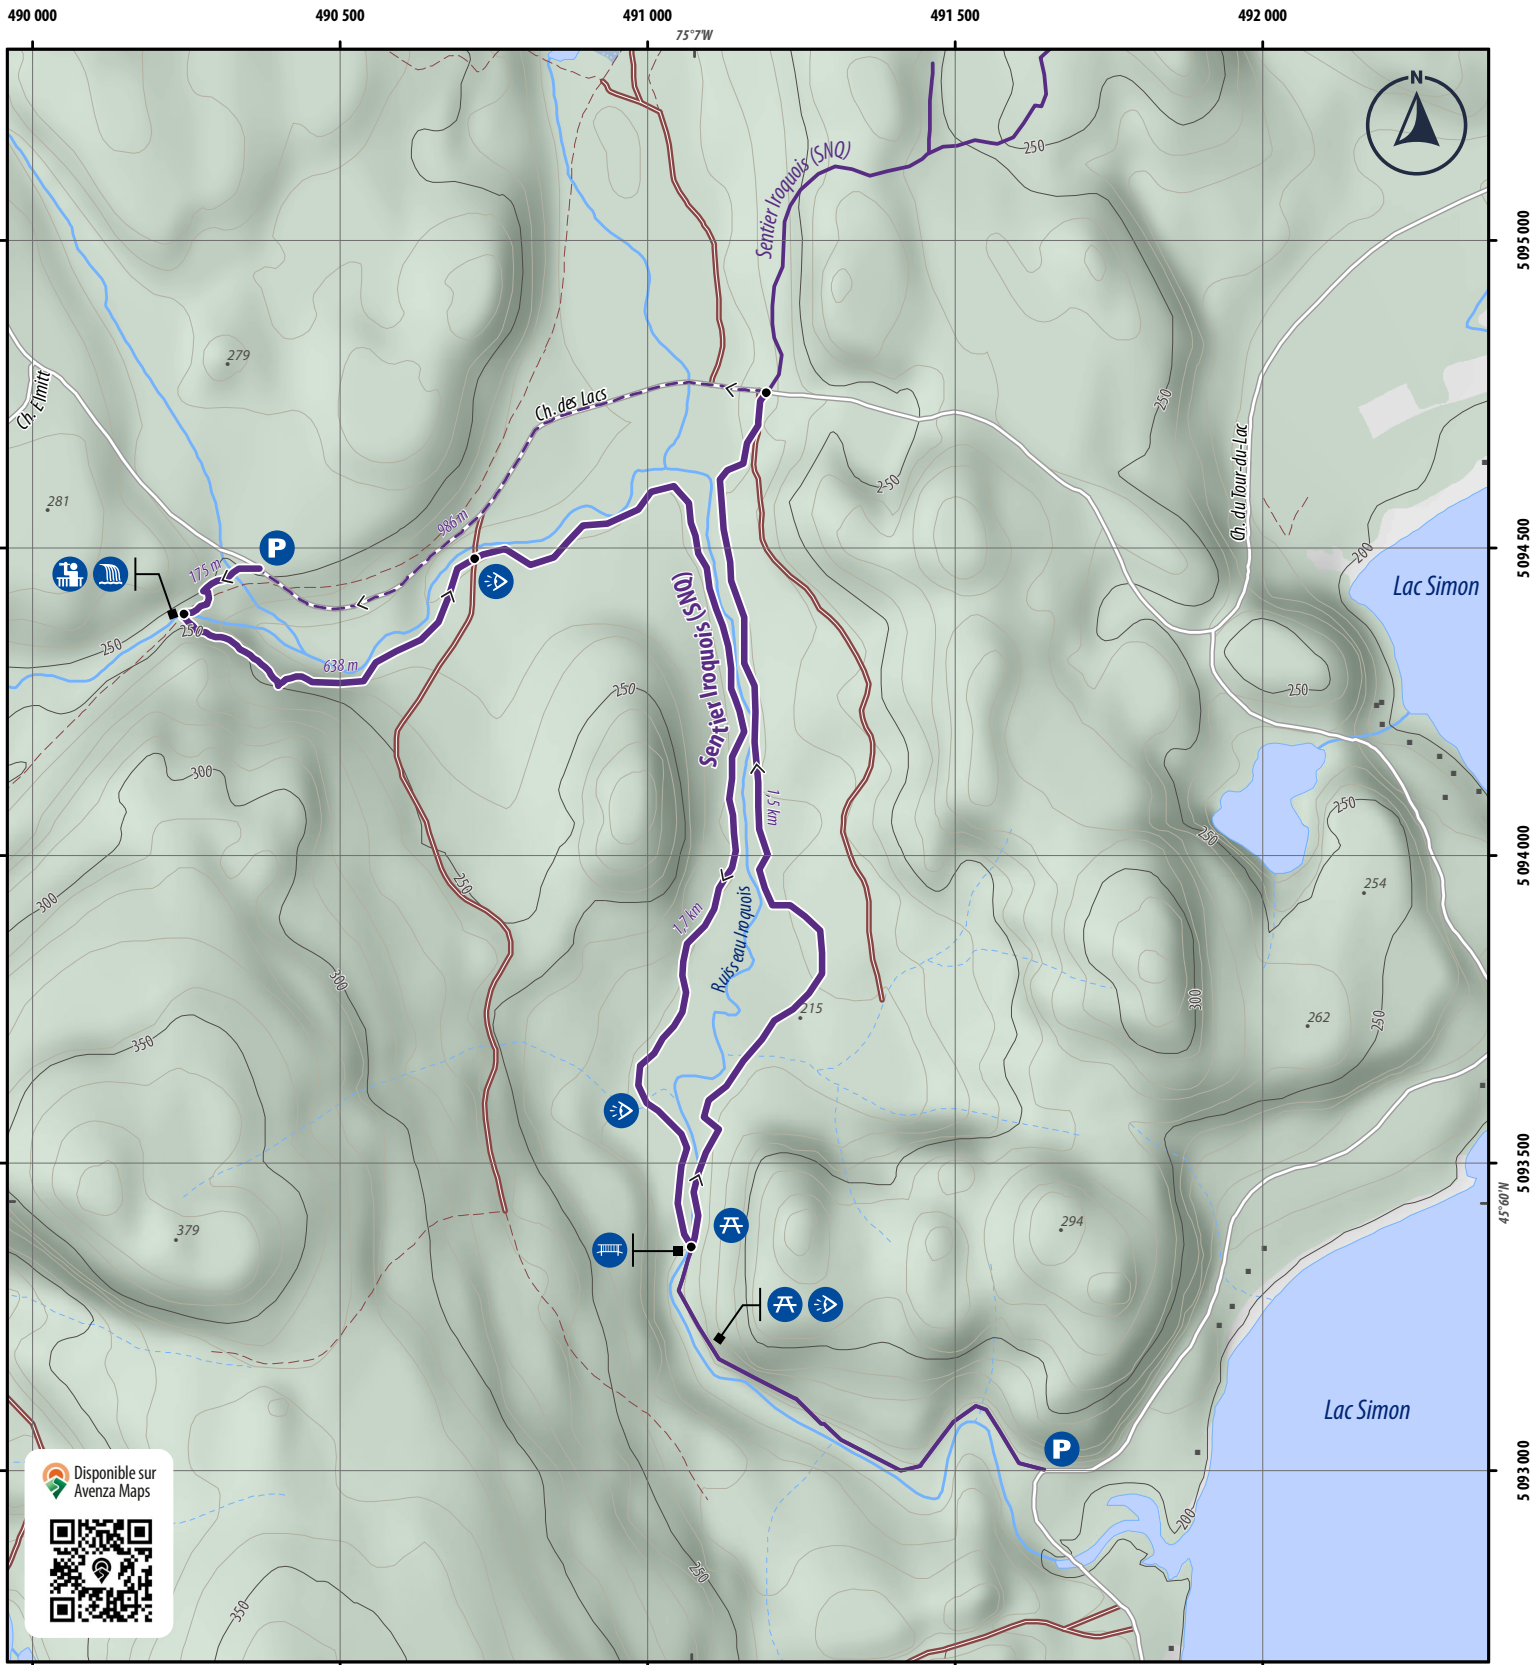 490 000
490 500
491 000
491 500
492 000
75°7'W
N
Sentier Iroquois (SNQ)
250
5 095 000
279
Ch. Elmitt
Ch. des Lacs
250
Ch. du Tour-du-Lac
250
281
986 m
5 094 500
200
P
175 m
Lac Simon
250
250
638 m
Sentier Iroquois (SNQ)
250
250
300
1,5 km
250
250
5 094 000
250
254
300
1,7 km
Ruisseau Iroquois
300
215
300
262
250
350
5 093 500
45°60'N
379
294
Lac Simon
P
5 093 000
Disponible sur
Avenza Maps
200
250
350